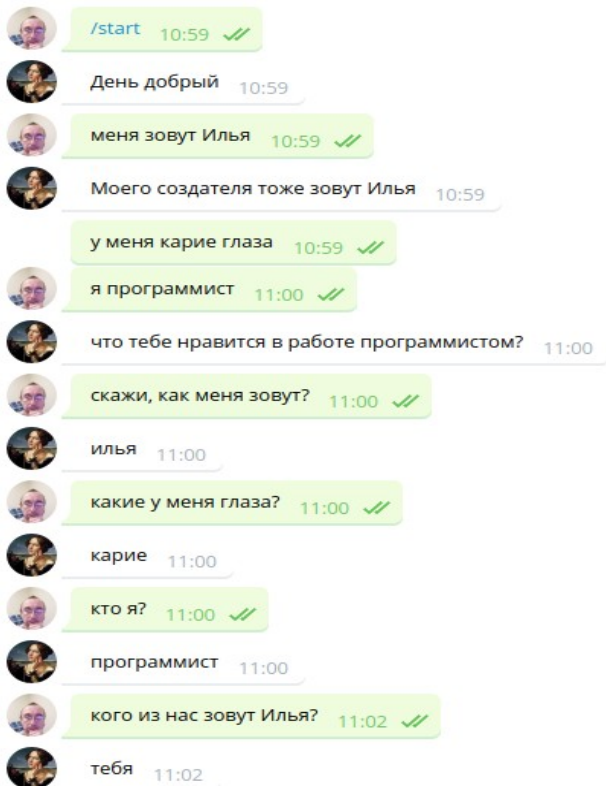 /start 10:59
День добрый 10:59
меня зовут Илья 10:59
Моего создателя тоже зовут Илья 10:59
у меня карие глаза 10:59
я программист 11:00
что тебе нравится в работе программистом? 11:00
скажи, как меня зовут? 11:00
илья 11:00
какие у меня глаза? 11:00
карие 11:00
кто я? 11:00
программист 11:00
кого из нас зовут Илья? 11:02
тебя 11:02